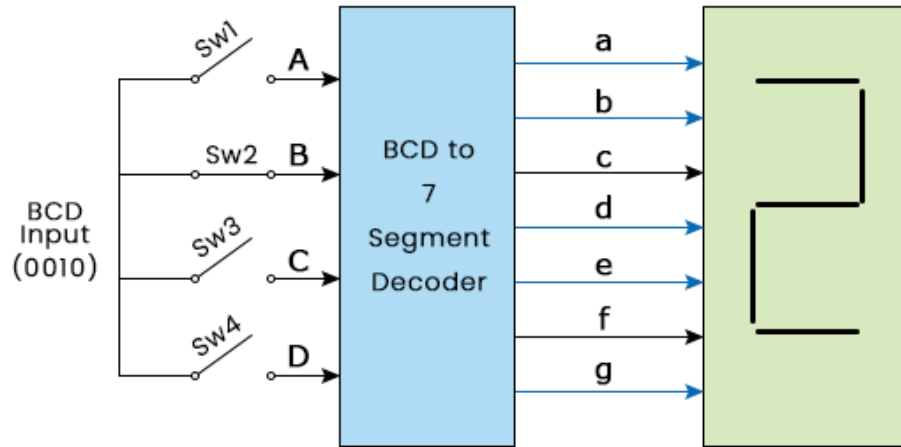 Sw1
A
Sw2
B
Sw3
C
Sw4
D
BCD
Input
(0010)
BCD to
7
Segment
Decoder
a
b
c
d
e
f
g